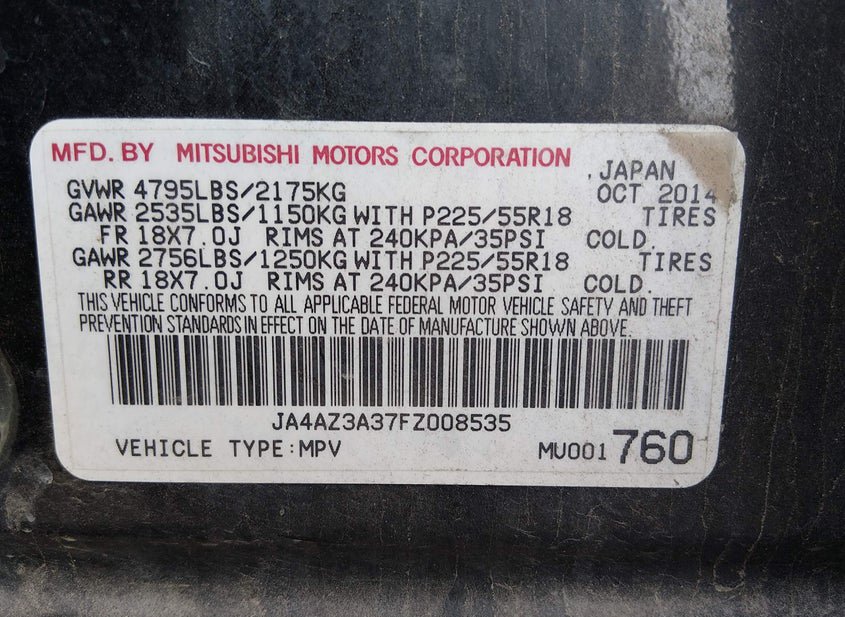 MFD. BY MITSUBISHI MOTORS CORPORATION JAPAN
GVWR 4795LBS/2175KG OCT 2014
GAWR 2535LBS/1150KG WITH P225/55R18 TIRES
FR 18X7.0J RIMS AT 240KPA/35PSI COLD.
GAWR 2756LBS/1250KG WITH P225/55R18 TIRES
RR 18X7.0J RIMS AT 240KPA/35PSI COLD.
THIS VEHICLE CONFORMS TO ALL APPLICABLE FEDERAL MOTOR VEHICLE SAFETY AND THEFT
PREVENTION STANDARDS IN EFFECT ON THE DATE OF MANUFACTURE SHOWN ABOVE.
JA4AZ3A37FZ008535
VEHICLE TYPE:MPV MU001 760